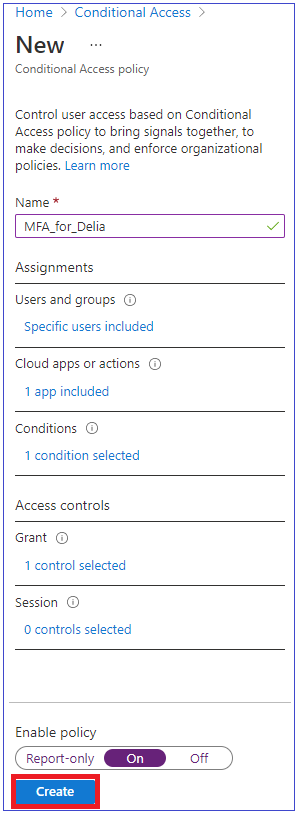 Home > Conditional Access >
New ...
Conditional Access policy
Control user access based on Conditional
Access policy to bring signals together, to
make decisions, and enforce organizational
policies. Learn more
Name *
MFA_for_Delia
Assignments
Users and groups
Specific users included
Cloud apps or actions
1 app included
Conditions
1 condition selected
Access controls
Grant
1 control selected
Session
0 controls selected
Enable policy
Report-only On Off
Create